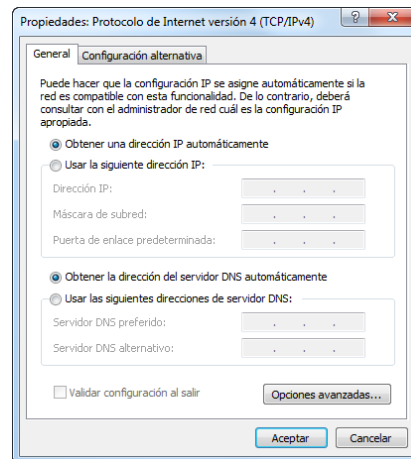 Propiedades: Protocolo de Internet versión 4 (TCP/IPv4)
General
Configuración alternativa
Puede hacer que la configuración IP se asigne automáticamente si la
red es compatible con esta funcionalidad. De lo contrario, deberá
consultar con el administrador de red cuál es la configuración IP
apropiada.
Obtener una dirección IP automáticamente
Usar la siguiente dirección IP:
Dirección IP:
Máscara de subred:
Puerta de enlace predeterminada:
Obtener la dirección del servidor DNS automáticamente
Usar las siguientes direcciones de servidor DNS:
Servidor DNS preferido:
Servidor DNS alternativo:
Validar configuración al salir
Opciones avanzadas...
Aceptar
Cancelar